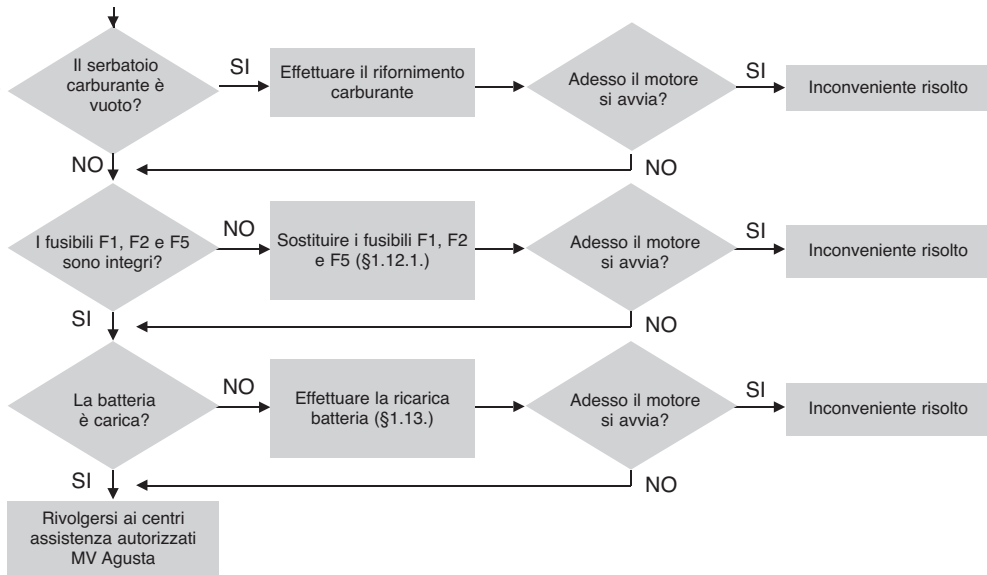 Il serbatoio
carburante è
vuoto?
SI
Effettuare il rifornimento
carburante
Adesso il motore
si avvia?
SI
Inconveniente risolto
NO
NO
I fusibili F1, F2 e F5
sono integri?
NO
Sostituire i fusibili F1, F2
e F5 (§1.12.1.)
Adesso il motore
si avvia?
SI
Inconveniente risolto
SI
NO
La batteria
è carica?
NO
Effettuare la ricarica
batteria (§1.13.)
Adesso il motore
si avvia?
SI
Inconveniente risolto
SI
NO
Rivolgersi ai centri
assistenza autorizzati
MV Agusta